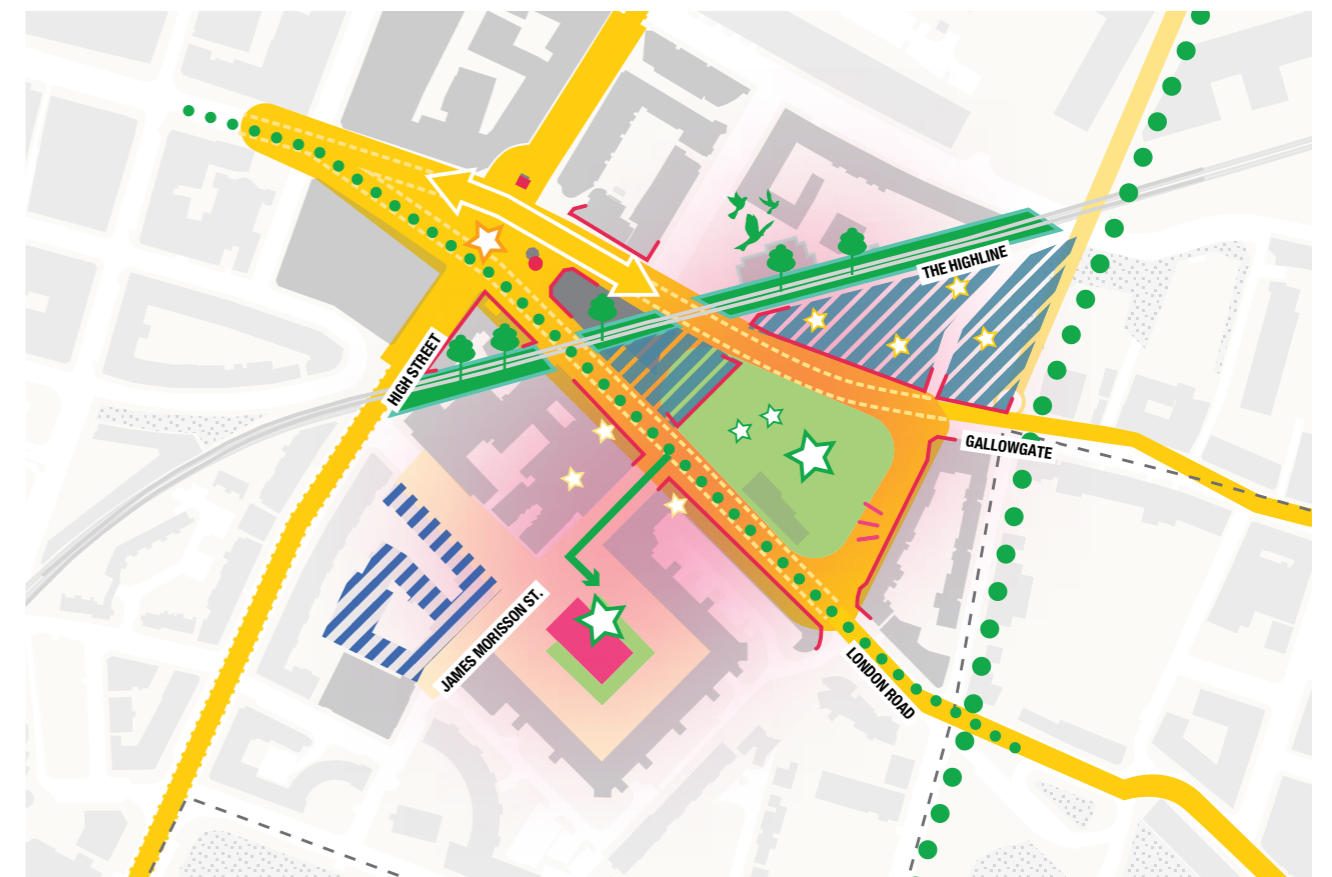 THE HIGHLINE
HIGH STREET
GALLOWGATE
JAMES MORISSON ST.
LONDON ROAD